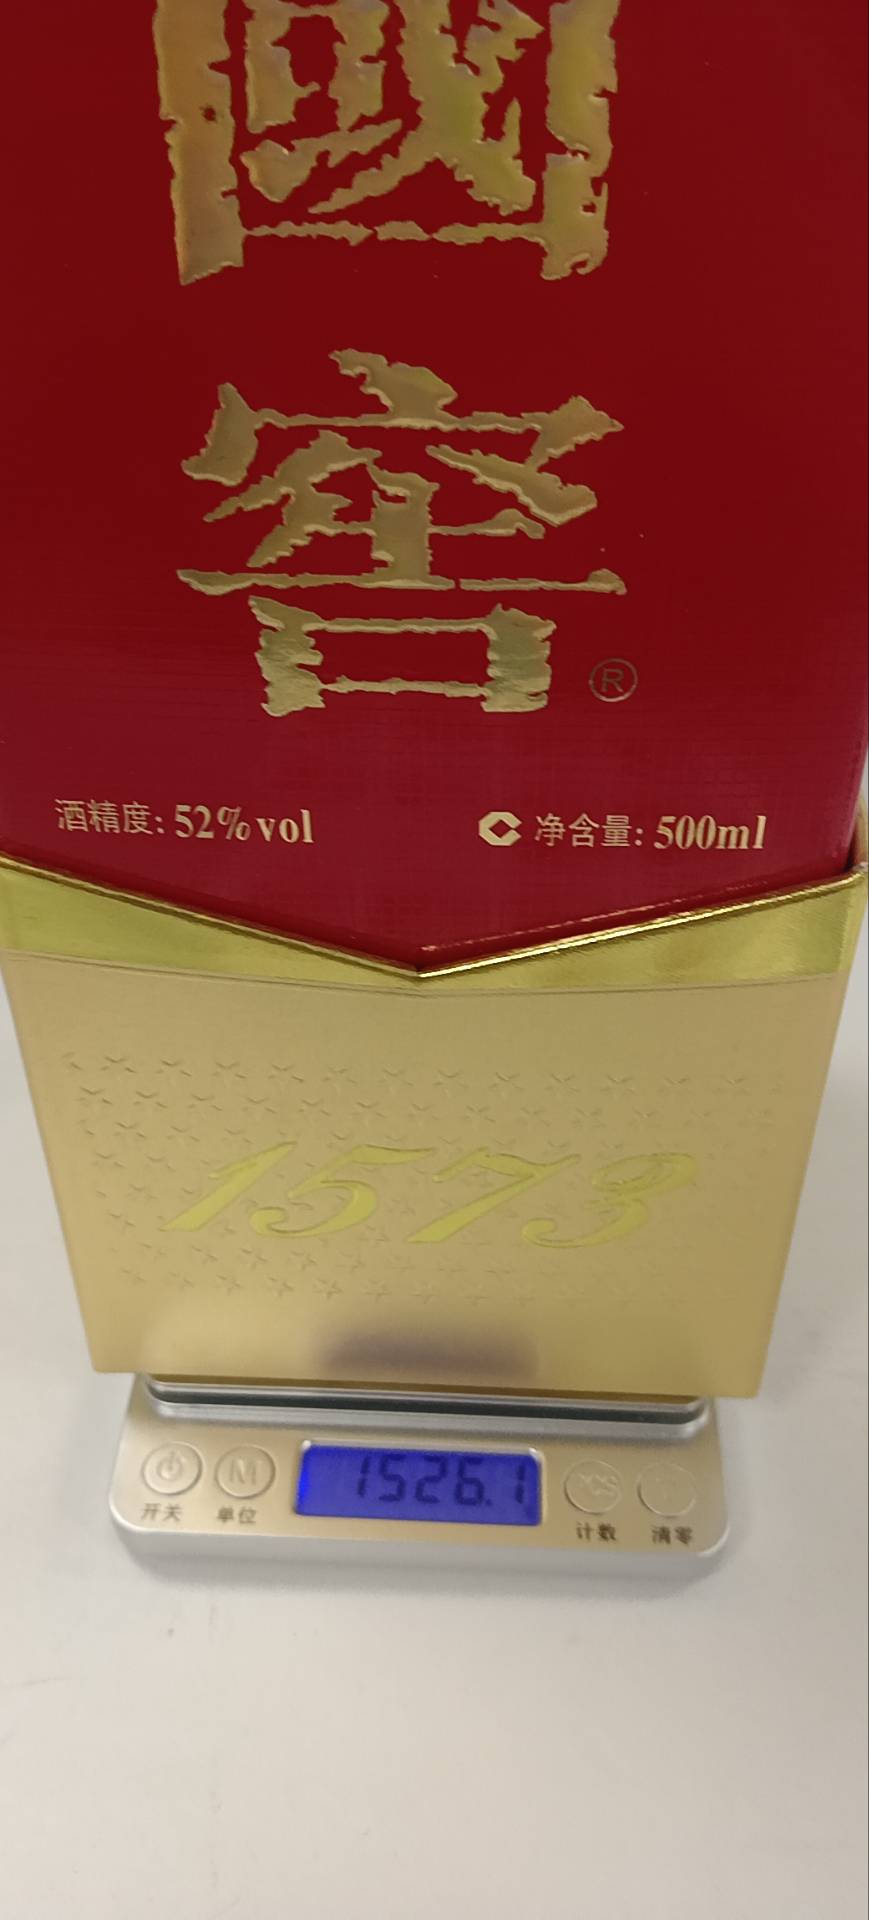 國
窖
®
酒精度: 52%vol
净含量: 500ml
1573
M
1526.1
开关
单位
计数
清零